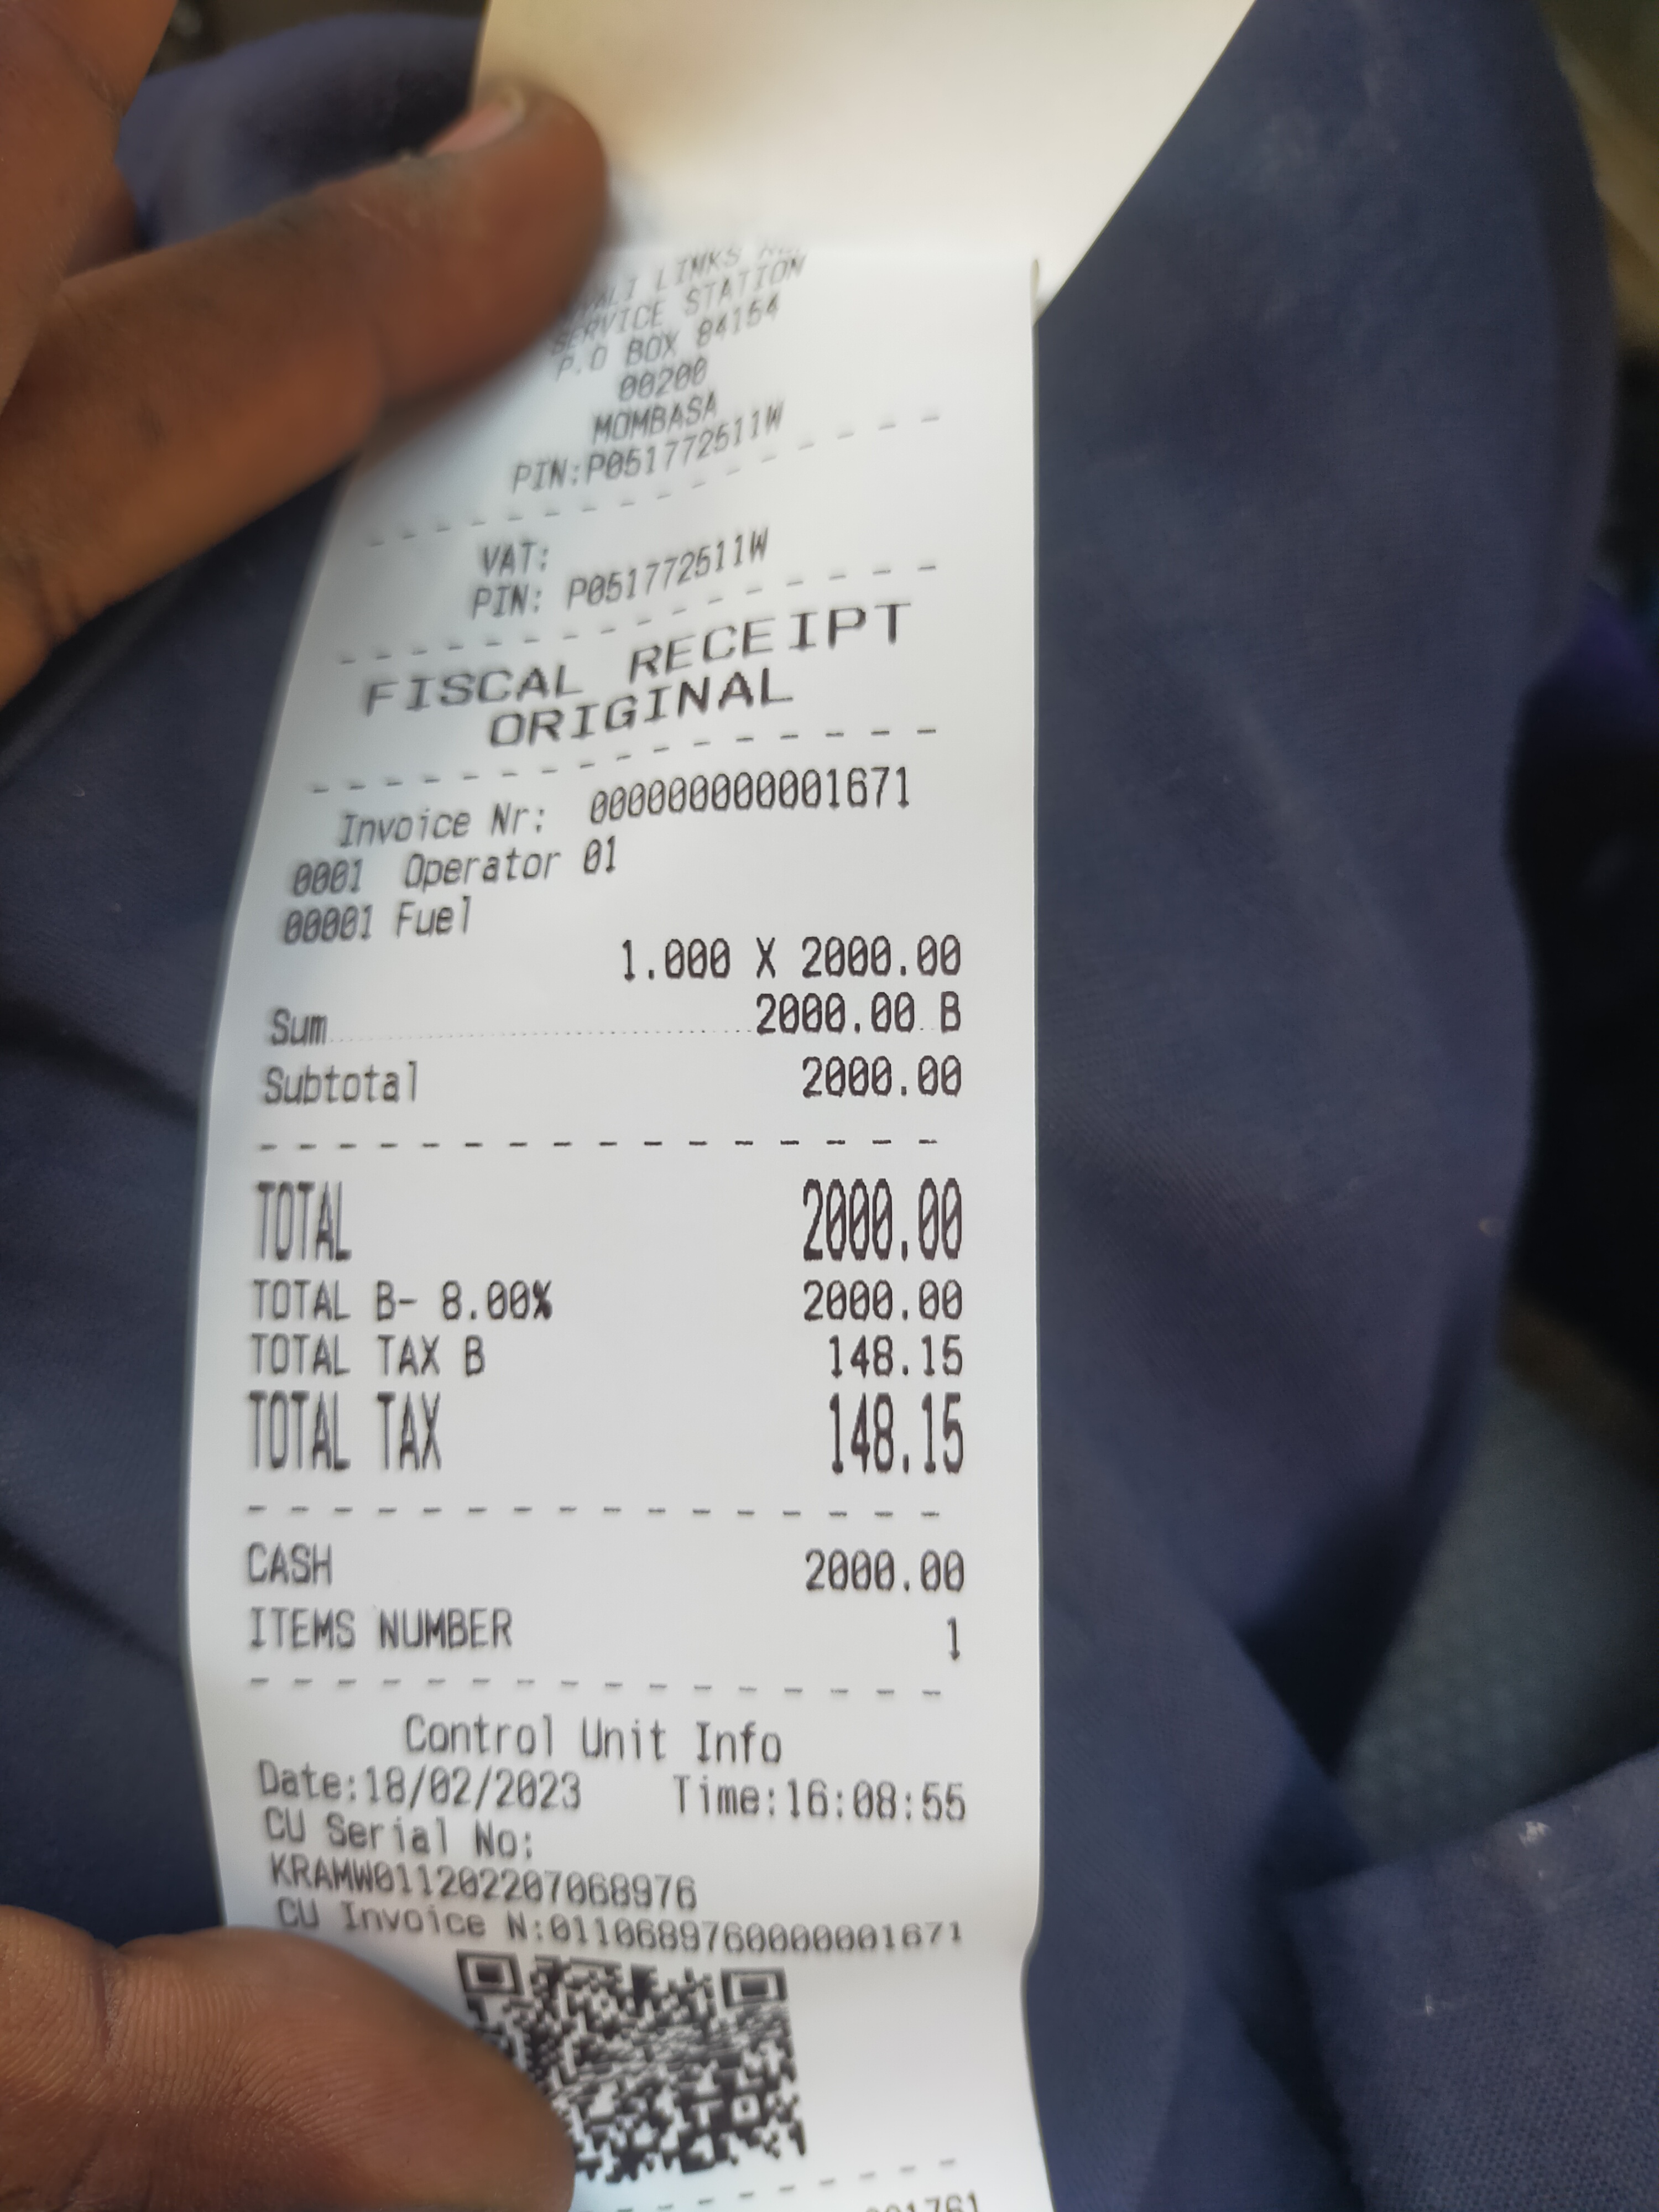 LINKS
SERVICE STATION
P.O BOX 84154
00200
MOMBASA
PIN:P051772511W
VAT:
PIN: P051772511W
FISCAL RECEIPT
ORIGINAL
Invoice Nr: 000000000001671
0001 Operator 01
00001 Fuel
1.000 X 2000.00
Sum 2000.00 B
Subtotal 2000.00
TOTAL 2000.00
TOTAL B- 8.00% 2000.00
TOTAL TAX B 148.15
TOTAL TAX 148.15
CASH 2000.00
ITEMS NUMBER 1
Control Unit Info
Date:18/02/2023 Time:16:08:55
CU Serial No:
KRAMW011202207068976
CU Invoice N:0110689760000001671